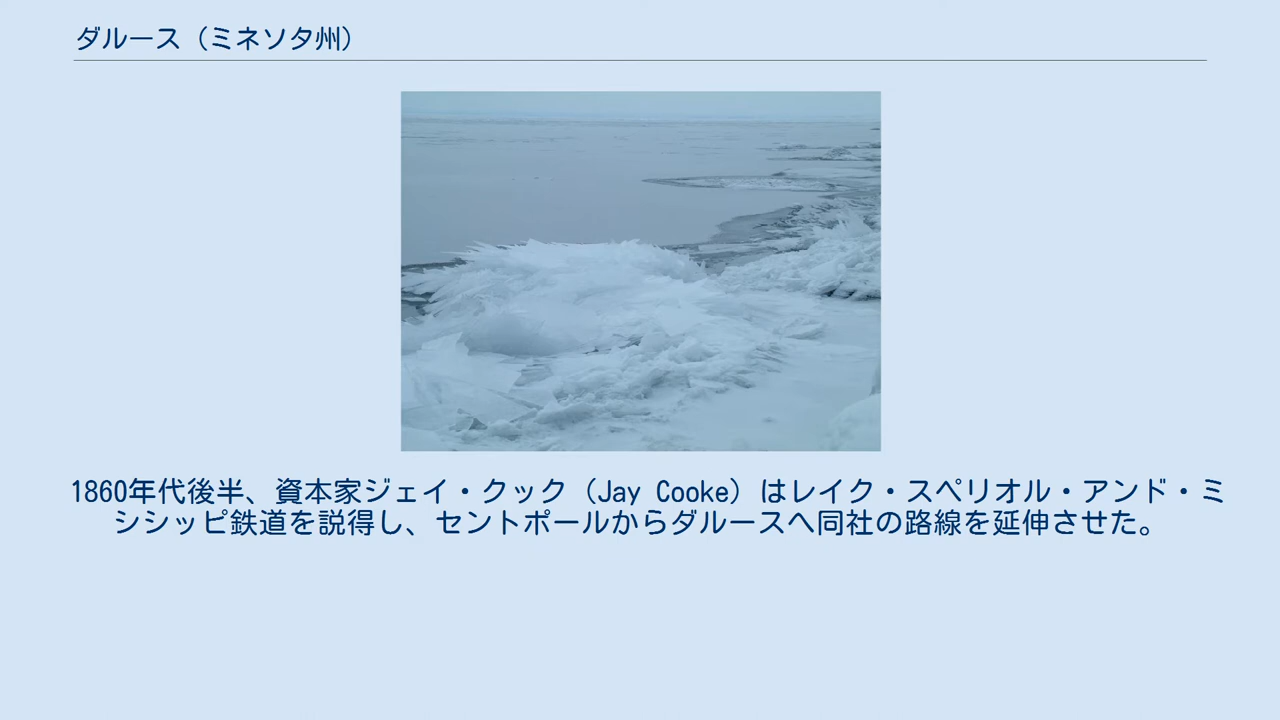 ダルース（ミネソタ州）
1860年代後半、資本家ジェイ・クック（Jay Cooke）はレイク・スペリオル・アンド・ミ
シシッピ鉄道を説得し、セントポールからダルースへ同社の路線を延伸させた。